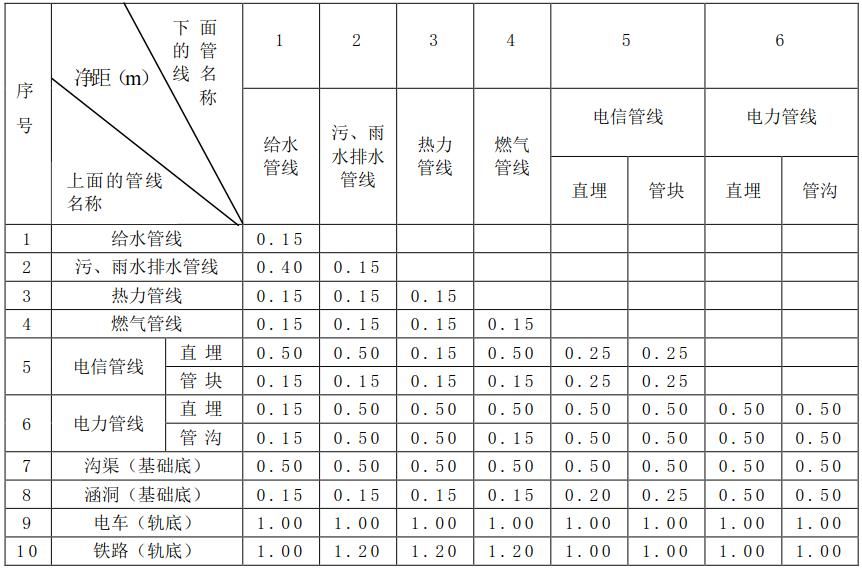 序号
净距（m）
下面的管线名称
上面的管线
名称
1 2 3 4 5 6
给水
管线
污、雨
水排水
管线
热力
管线
燃气
管线
电信管线 电力管线
直埋 管块 直埋 管沟
1 给水管线 0.15
2 污、雨水排水管线 0.40 0.15
3 热力管线 0.15 0.15 0.15
4 燃气管线 0.15 0.15 0.15 0.15
5 电信管线 直埋 0.50 0.50 0.15 0.50 0.25 0.25
管块 0.15 0.15 0.15 0.15 0.25 0.25
6 电力管线 直埋 0.15 0.50 0.50 0.50 0.50 0.50 0.50 0.50
管沟 0.15 0.50 0.50 0.15 0.50 0.50 0.50 0.50
7 沟渠（基础底） 0.50 0.50 0.50 0.50 0.50 0.50 0.50 0.50
8 涵洞（基础底） 0.15 0.15 0.15 0.15 0.20 0.25 0.50 0.50
9 电车（轨底） 1.00 1.00 1.00 1.00 1.00 1.00 1.00 1.00
10 铁路（轨底） 1.00 1.20 1.20 1.20 1.00 1.00 1.00 1.00